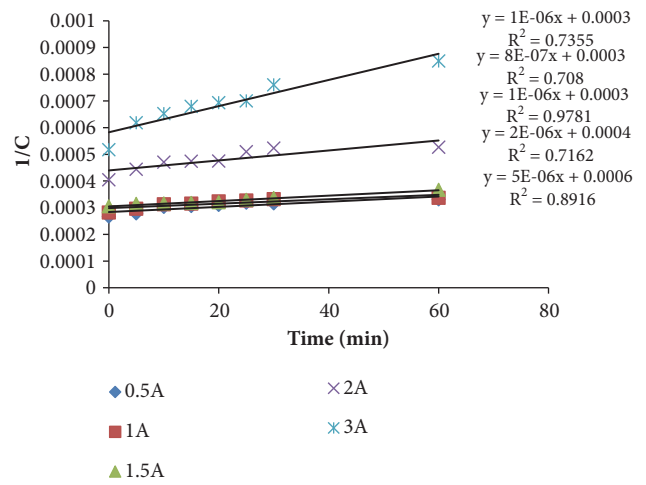 y = 1E-06x + 0.0003
R² = 0.7355
y = 8E-07x + 0.0003
R² = 0.708
y = 1E-06x + 0.0003
R² = 0.9781
y = 2E-06x + 0.0004
R² = 0.7162
y = 5E-06x + 0.0006
R² = 0.8916
1/C
0.001
0.0009
0.0008
0.0007
0.0006
0.0005
0.0004
0.0003
0.0002
0.0001
0
0 20 40 60 80
Time (min)
0.5A
1A
1.5A
2A
3A